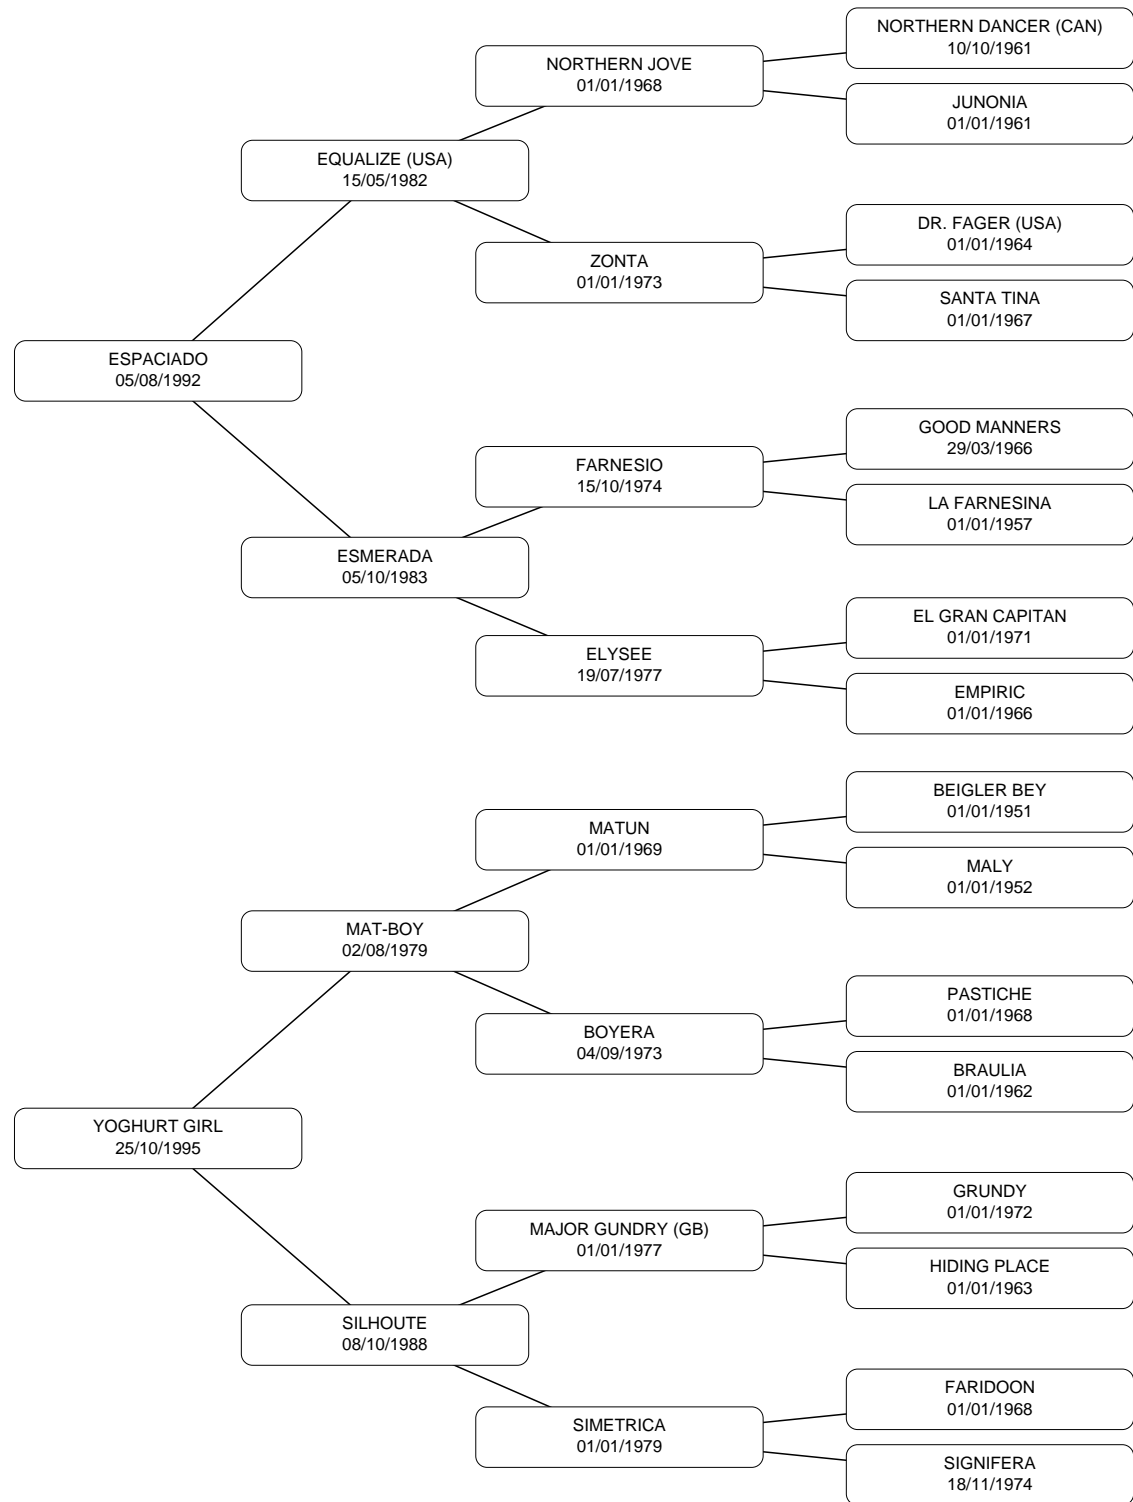 NORTHERN DANCER (CAN)
10/10/1961
NORTHERN JOVE
01/01/1968
JUNONIA
01/01/1961
EQUALIZE (USA)
15/05/1982
DR. FAGER (USA)
01/01/1964
ZONTA
01/01/1973
SANTA TINA
01/01/1967
ESPACIADO
05/08/1992
GOOD MANNERS
29/03/1966
FARNESIO
15/10/1974
LA FARNESINA
01/01/1957
ESMERADA
05/10/1983
EL GRAN CAPITAN
01/01/1971
ELYSEE
19/07/1977
EMPIRIC
01/01/1966
BEIGLER BEY
01/01/1951
MATUN
01/01/1969
MALY
01/01/1952
MAT-BOY
02/08/1979
PASTICHE
01/01/1968
BOYERA
04/09/1973
BRAULIA
01/01/1962
YOGHURT GIRL
25/10/1995
GRUNDY
01/01/1972
MAJOR GUNDRY (GB)
01/01/1977
HIDING PLACE
01/01/1963
SILHOUTE
08/10/1988
FARIDOON
01/01/1968
SIMETRICA
01/01/1979
SIGNIFERA
18/11/1974